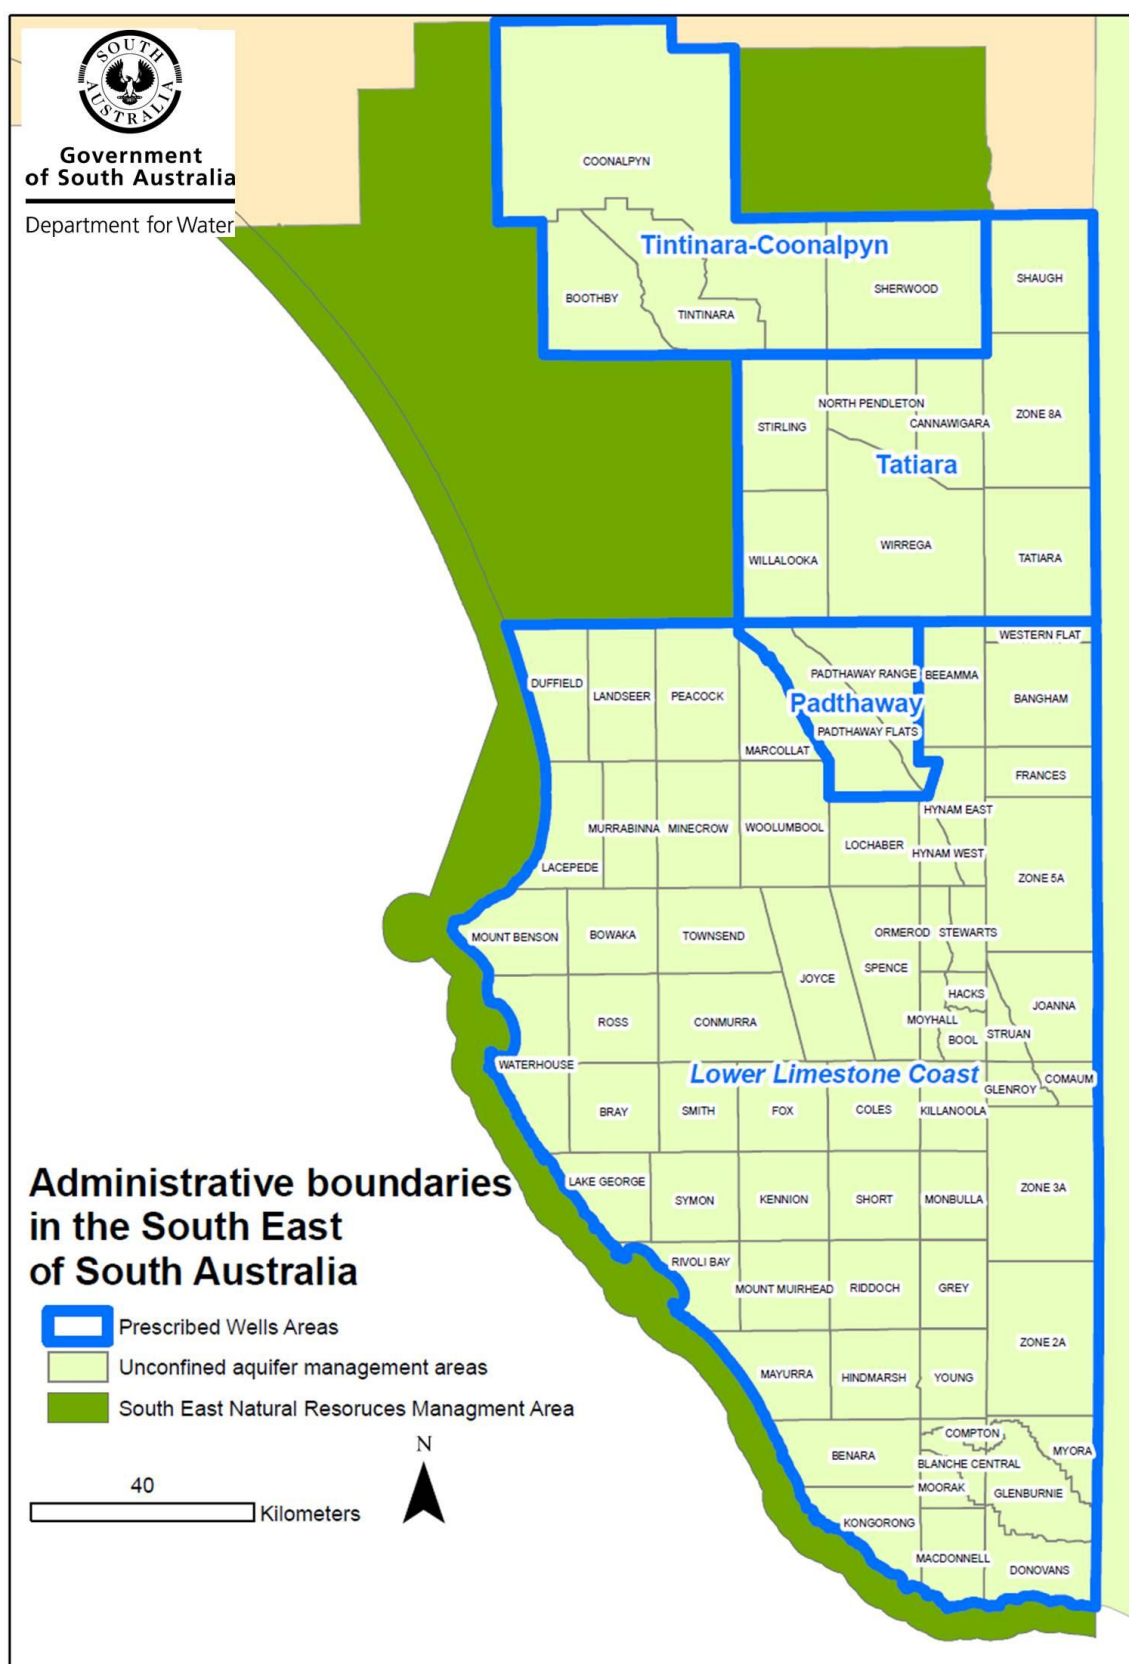 SOUTH
AUSTRALIA
Government
of South Australia
Department for Water
COONALPYN
Tintinara-Coonalpyn
BOOTHBY
TINTINARA
SHERWOOD
SHAUGH
NORTH PENDLETON
STIRLING
CANNAWIGARA
ZONE 8A
Tatiara
WILLALOOKA
WIRREGA
TATIARA
WESTERN FLAT
DUFFIELD
LANDSEER
PEACOCK
PADTHAWAY RANGE
BEEAMMA
BANGHAM
Padthaway
PADTHAWAY FLATS
MARCOLLAT
FRANCES
HYNAM EAST
MURRABINNA
MINECROW
WOOLUMBOOL
LOCHABER
HYNAM WEST
LACEPEDE
ZONE 5A
MOUNT BENSON
BOWAKA
TOWNSEND
ORMEROD
STEWARTS
JOYCE
SPENCE
HACKS
JOANNA
ROSS
CONMURRA
MOYHALL
BOOL
STRUAN
WATERHOUSE
Lower Limestone Coast
GLENROY
COMAUM
BRAY
SMITH
FOX
COLES
KILLANOOLA
LAKE GEORGE
SYMON
KENNION
SHORT
MONBULLA
ZONE 3A
RIVOLI BAY
MOUNT MUIRHEAD
RIDDOCH
GREY
ZONE 2A
MAYURRA
HINDMARSH
YOUNG
BENARA
COMPTON
MYORA
BLANCHE CENTRAL
MOORAK
GLENBURNIE
KONGORONG
MACDONNELL
DONOVANS
Administrative boundaries
in the South East
of South Australia
Prescribed Wells Areas
Unconfined aquifer management areas
South East Natural Resoruces Managment Area
N
40
Kilometers